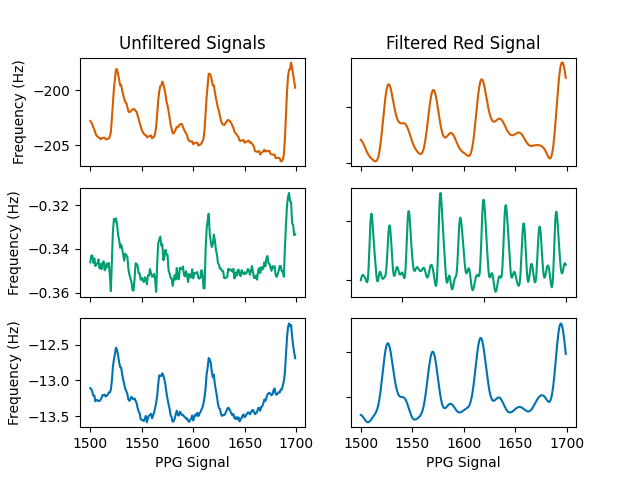 Unfiltered Signals
Filtered Red Signal
Frequency (Hz)
−200
−205
Frequency (Hz)
−0.32
−0.34
−0.36
Frequency (Hz)
−12.5
−13.0
−13.5
1500 1550 1600 1650 1700
PPG Signal
1500 1550 1600 1650 1700
PPG Signal